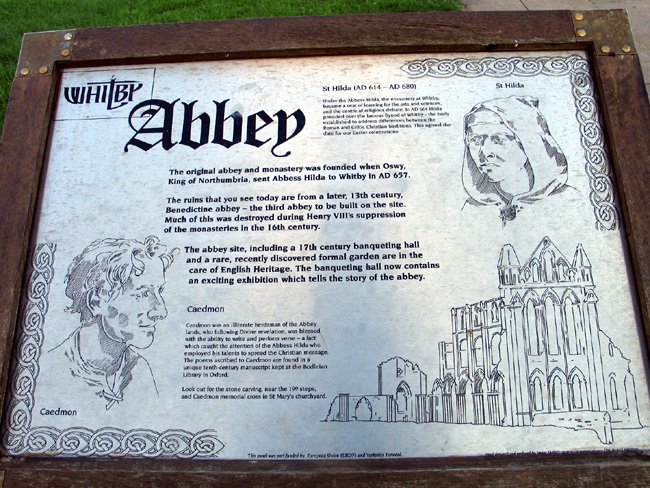 WHITBY
Abbey
The original abbey and monastery was founded when Oswy,
King of Northumbria, sent Abbess Hilda to Whitby in AD 657.
The ruins that you see today are from a later, 13th century,
Benedictine abbey – the third abbey to be built on the site.
Much of this was destroyed during Henry VIII's suppression
of the monasteries in the 16th century.
The abbey site, including a 17th century banqueting hall
and a rare, recently discovered formal garden are in the
care of English Heritage. The banqueting hall now contains
an exciting exhibition which tells the story of the abbey.
St Hilda (AD 614 – AD 680)
Under the Abbess Hilda, the monastery at Whitby,
became a seat of learning for the arts and sciences,
and the centre of religious debate. In AD 664 Hilda
presided over the famous Synod of Whitby – the body
established to address differences between the
Roman and Celtic Christian traditions. This agreed the
date for our Easter celebrations
St Hilda
Caedmon
Caedmon was an illiterate herdsman of the Abbey
lands, who following Divine revelation, was blessed
with the ability to write and perform verse – a fact
which caught the attention of the Abbess Hilda who
employed his talents to spread the Christian message.
The poems ascribed to Caedmon are found in a
unique tenth-century manuscript kept at the Bodleian
Library in Oxford.
Look out for the stone carving, near the 199 steps,
and Caedmon memorial cross in St Mary's churchyard.
Caedmon
This panel was part funded by European Union (ERDF) and Yorkshire Forward.